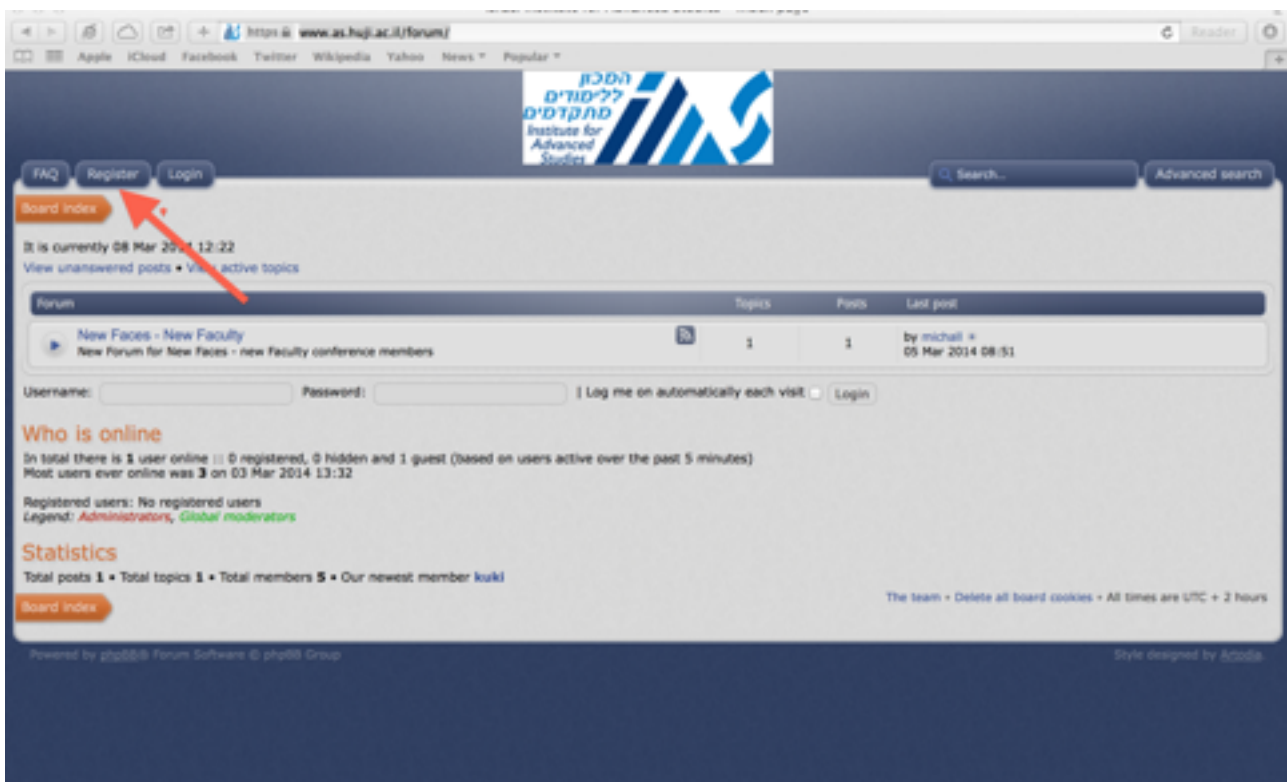 https www.as.huji.ac.il/forum/
Reader
Apple iCloud Facebook Twitter Wikipedia Yahoo News Popular
המכון
ללימודים
מתקדמים
Institute for
Advanced
Studies
FAQ Register Login Search... Advanced search
Board index
It is currently 08 Mar 2014 12:22
View unanswered posts • View active topics
Forum Topics Posts Last post
New Faces - New Faculty
New Forum for New Faces - new Faculty conference members
1 1
by michall
05 Mar 2014 08:51
Username: Password: | Log me on automatically each visit Login
Who is online
In total there is 1 user online :: 0 registered, 0 hidden and 1 guest (based on users active over the past 5 minutes)
Most users ever online was 3 on 03 Mar 2014 13:32
Registered users: No registered users
Legend: Administrators, Global moderators
Statistics
Total posts 1 • Total topics 1 • Total members 5 • Our newest member kuki
Board index
The team • Delete all board cookies • All times are UTC + 2 hours
Powered by phpBB® Forum Software © phpBB Group
Style designed by Artodia.